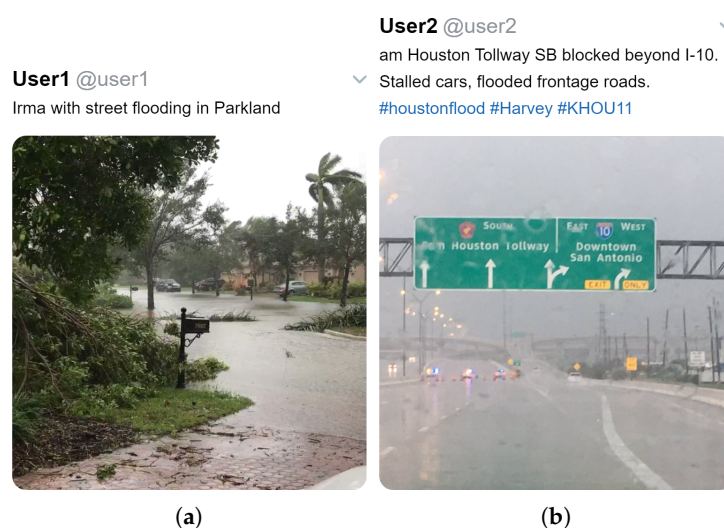 User1 @user1
Irma with street flooding in Parkland
(a)
User2 @user2
am Houston Tollway SB blocked beyond I-10.
Stalled cars, flooded frontage roads.
#houstonflood #Harvey #KHOU11
SOUTH
Sam Houston Tollway
EAST 10 WEST
Downtown
San Antonio
EXIT ONLY
(b)